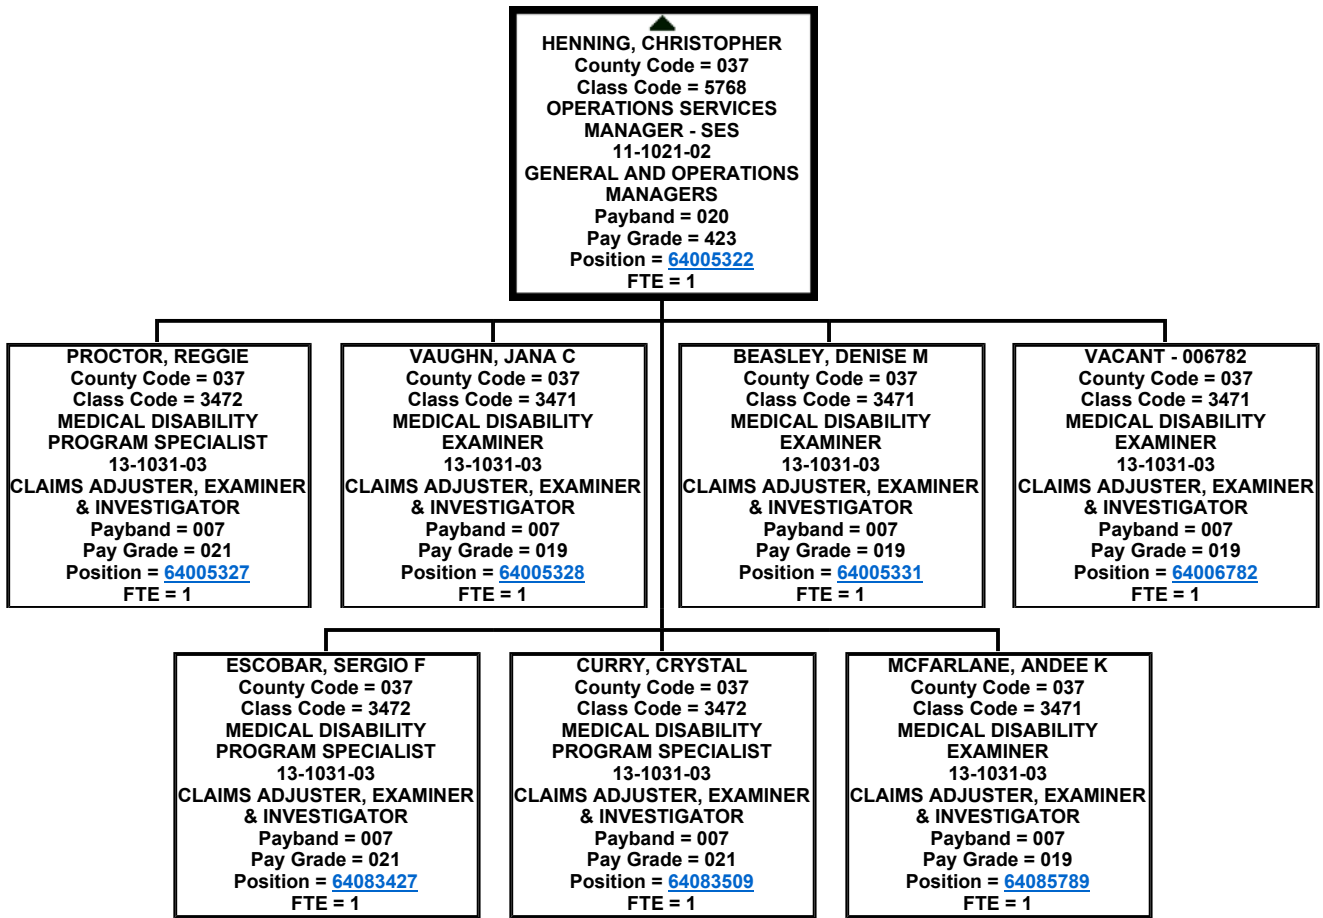 HENNING, CHRISTOPHER
County Code = 037
Class Code = 5768
OPERATIONS SERVICES
MANAGER - SES
11-1021-02
GENERAL AND OPERATIONS
MANAGERS
Payband = 020
Pay Grade = 423
Position = 64005322
FTE = 1
PROCTOR, REGGIE
County Code = 037
Class Code = 3472
MEDICAL DISABILITY
PROGRAM SPECIALIST
13-1031-03
CLAIMS ADJUSTER, EXAMINER
& INVESTIGATOR
Payband = 007
Pay Grade = 021
Position = 64005327
FTE = 1
VAUGHN, JANA C
County Code = 037
Class Code = 3471
MEDICAL DISABILITY
EXAMINER
13-1031-03
CLAIMS ADJUSTER, EXAMINER
& INVESTIGATOR
Payband = 007
Pay Grade = 019
Position = 64005328
FTE = 1
BEASLEY, DENISE M
County Code = 037
Class Code = 3471
MEDICAL DISABILITY
EXAMINER
13-1031-03
CLAIMS ADJUSTER, EXAMINER
& INVESTIGATOR
Payband = 007
Pay Grade = 019
Position = 64005331
FTE = 1
VACANT - 006782
County Code = 037
Class Code = 3471
MEDICAL DISABILITY
EXAMINER
13-1031-03
CLAIMS ADJUSTER, EXAMINER
& INVESTIGATOR
Payband = 007
Pay Grade = 019
Position = 64006782
FTE = 1
ESCOBAR, SERGIO F
County Code = 037
Class Code = 3472
MEDICAL DISABILITY
PROGRAM SPECIALIST
13-1031-03
CLAIMS ADJUSTER, EXAMINER
& INVESTIGATOR
Payband = 007
Pay Grade = 021
Position = 64083427
FTE = 1
CURRY, CRYSTAL
County Code = 037
Class Code = 3472
MEDICAL DISABILITY
PROGRAM SPECIALIST
13-1031-03
CLAIMS ADJUSTER, EXAMINER
& INVESTIGATOR
Payband = 007
Pay Grade = 021
Position = 64083509
FTE = 1
MCFARLANE, ANDEE K
County Code = 037
Class Code = 3471
MEDICAL DISABILITY
EXAMINER
13-1031-03
CLAIMS ADJUSTER, EXAMINER
& INVESTIGATOR
Payband = 007
Pay Grade = 019
Position = 64085789
FTE = 1